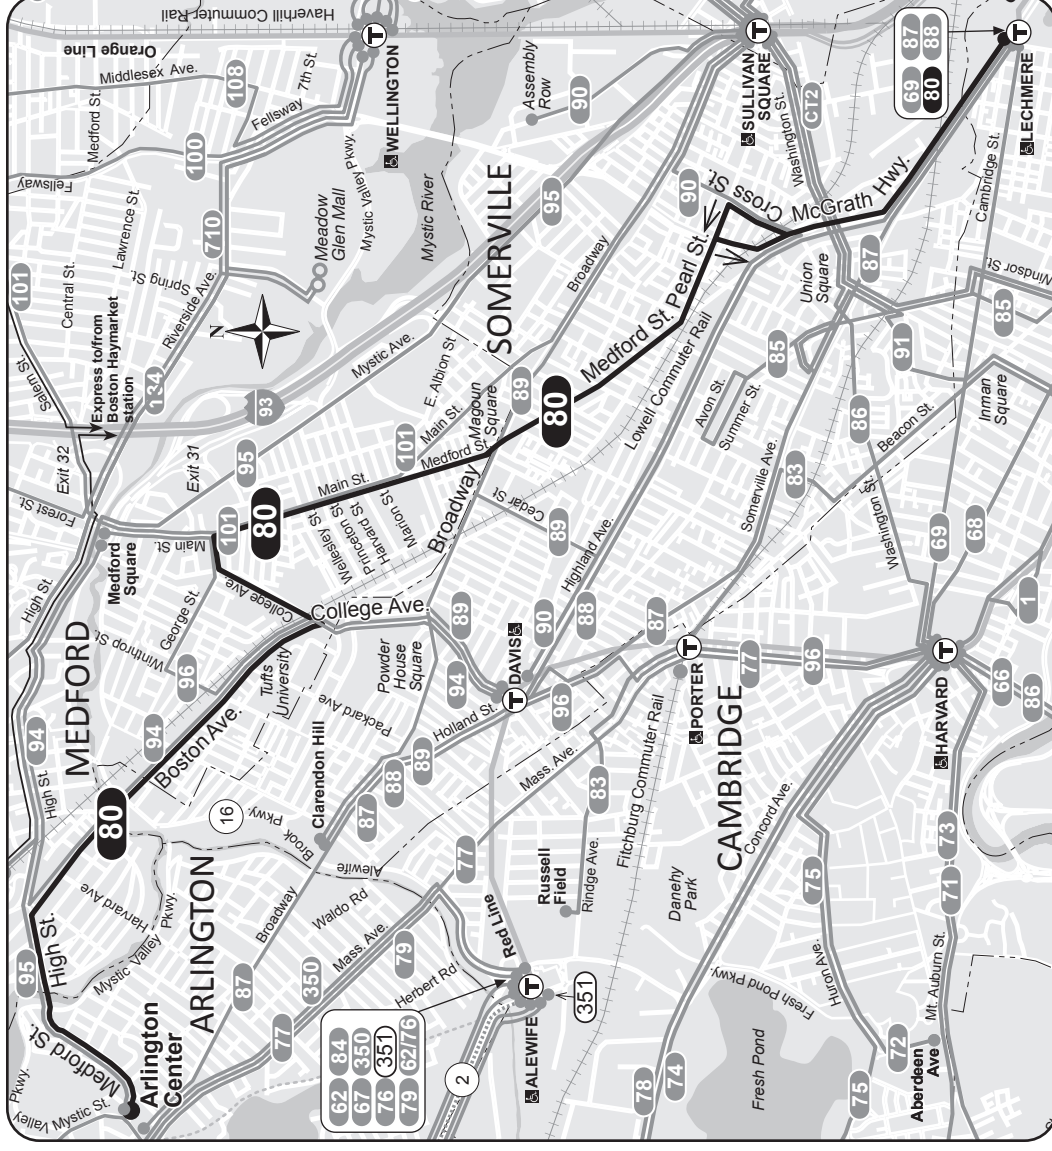 Haverhill Commuter Rail
Orange Line
Middlesex Ave.
108
7th St.
Fellsway
WELLINGTON
T
Medford St.
100
Fellsway
Lawrence St.
710
Meadow
Glen Mall
Mystic Valley Pkwy.
Mystic River
Assembly
Row
90
SULLIVAN
SQUARE
T
Washington St.
CT2
69 87
80 88
T
LECHMERE
101
Central St.
Spring St.
Riverside Ave.
N
95
SOMERVILLE
Broadway
90
Cross St.
McGrath Hwy.
Cambridge St.
Salem St.
Express to/from
Boston Haymarket
station
134
93
Mystic Ave.
E. Albion St
Medford St.
Pearl St.
Union
Square
87
Windsor St.
85
Exit 32
Exit 31
95
101
Main St.
Magoun
Square
89
80
Lowell Commuter Rail
Avon St.
Summer St.
85
91
Inman
Square
Forest St.
Main St.
101
80
Main St.
Medford St.
Wellesley St.
Princeton St.
Harvard St.
Marion St
Broadway
Cedar St
89
Highland Ave.
Somerville Ave.
83
86
Beacon St.
Washington St.
69
68
High St.
Medford
Square
College Ave.
George St.
Winthrop St.
96
College Ave.
Tufts
University
Powder
House
Square
89
94
DAVIS
T
90
88
87
T
PORTER
77
96
T
HARVARD
1
66
86
MEDFORD
94
High St.
94
Boston Ave.
80
16
Packard Ave
Clarendon Hill
Holland St.
89
88
87
96
Mass. Ave.
83
Fitchburg Commuter Rail
CAMBRIDGE
Concord Ave.
73
71
Alewife
Brook
Pkwy.
77
Russell
Field
Rindge Ave.
Danehy
Park
75
95
High St.
Harvard Ave
Mystic Valley Pkwy.
ARLINGTON
Broadway
Waldo Rd
87
350
Mass. Ave.
79
Herbert Rd
Red Line
T
ALEWIFE
351
Fresh Pond Pkwy.
Huron Ave.
Mt. Auburn St.
Medford St.
Arlington
Center
Mystic St.
Valley
Pkwy.
77
62 84
67 350
76 351
79 62/76
2
78
74
Fresh Pond
75
72
Aberdeen
Ave